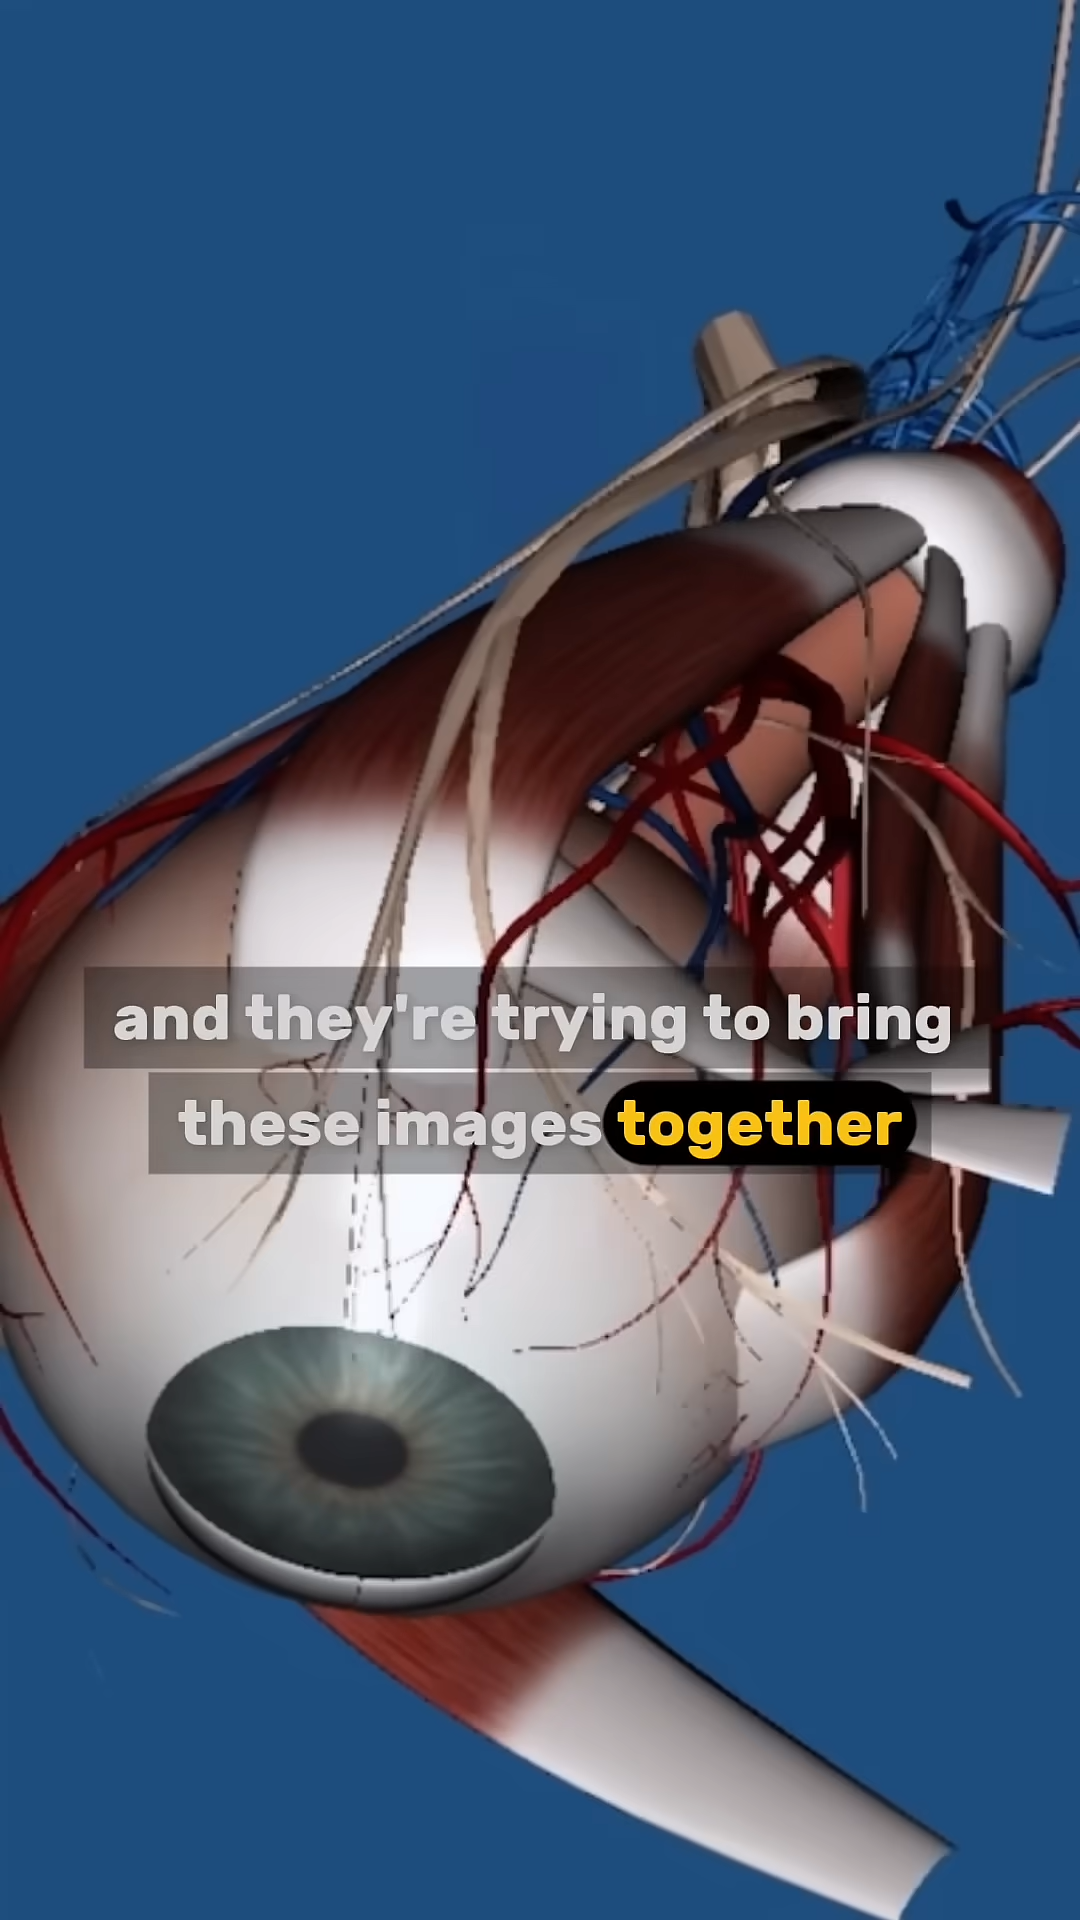 and they're trying to bring
these images together